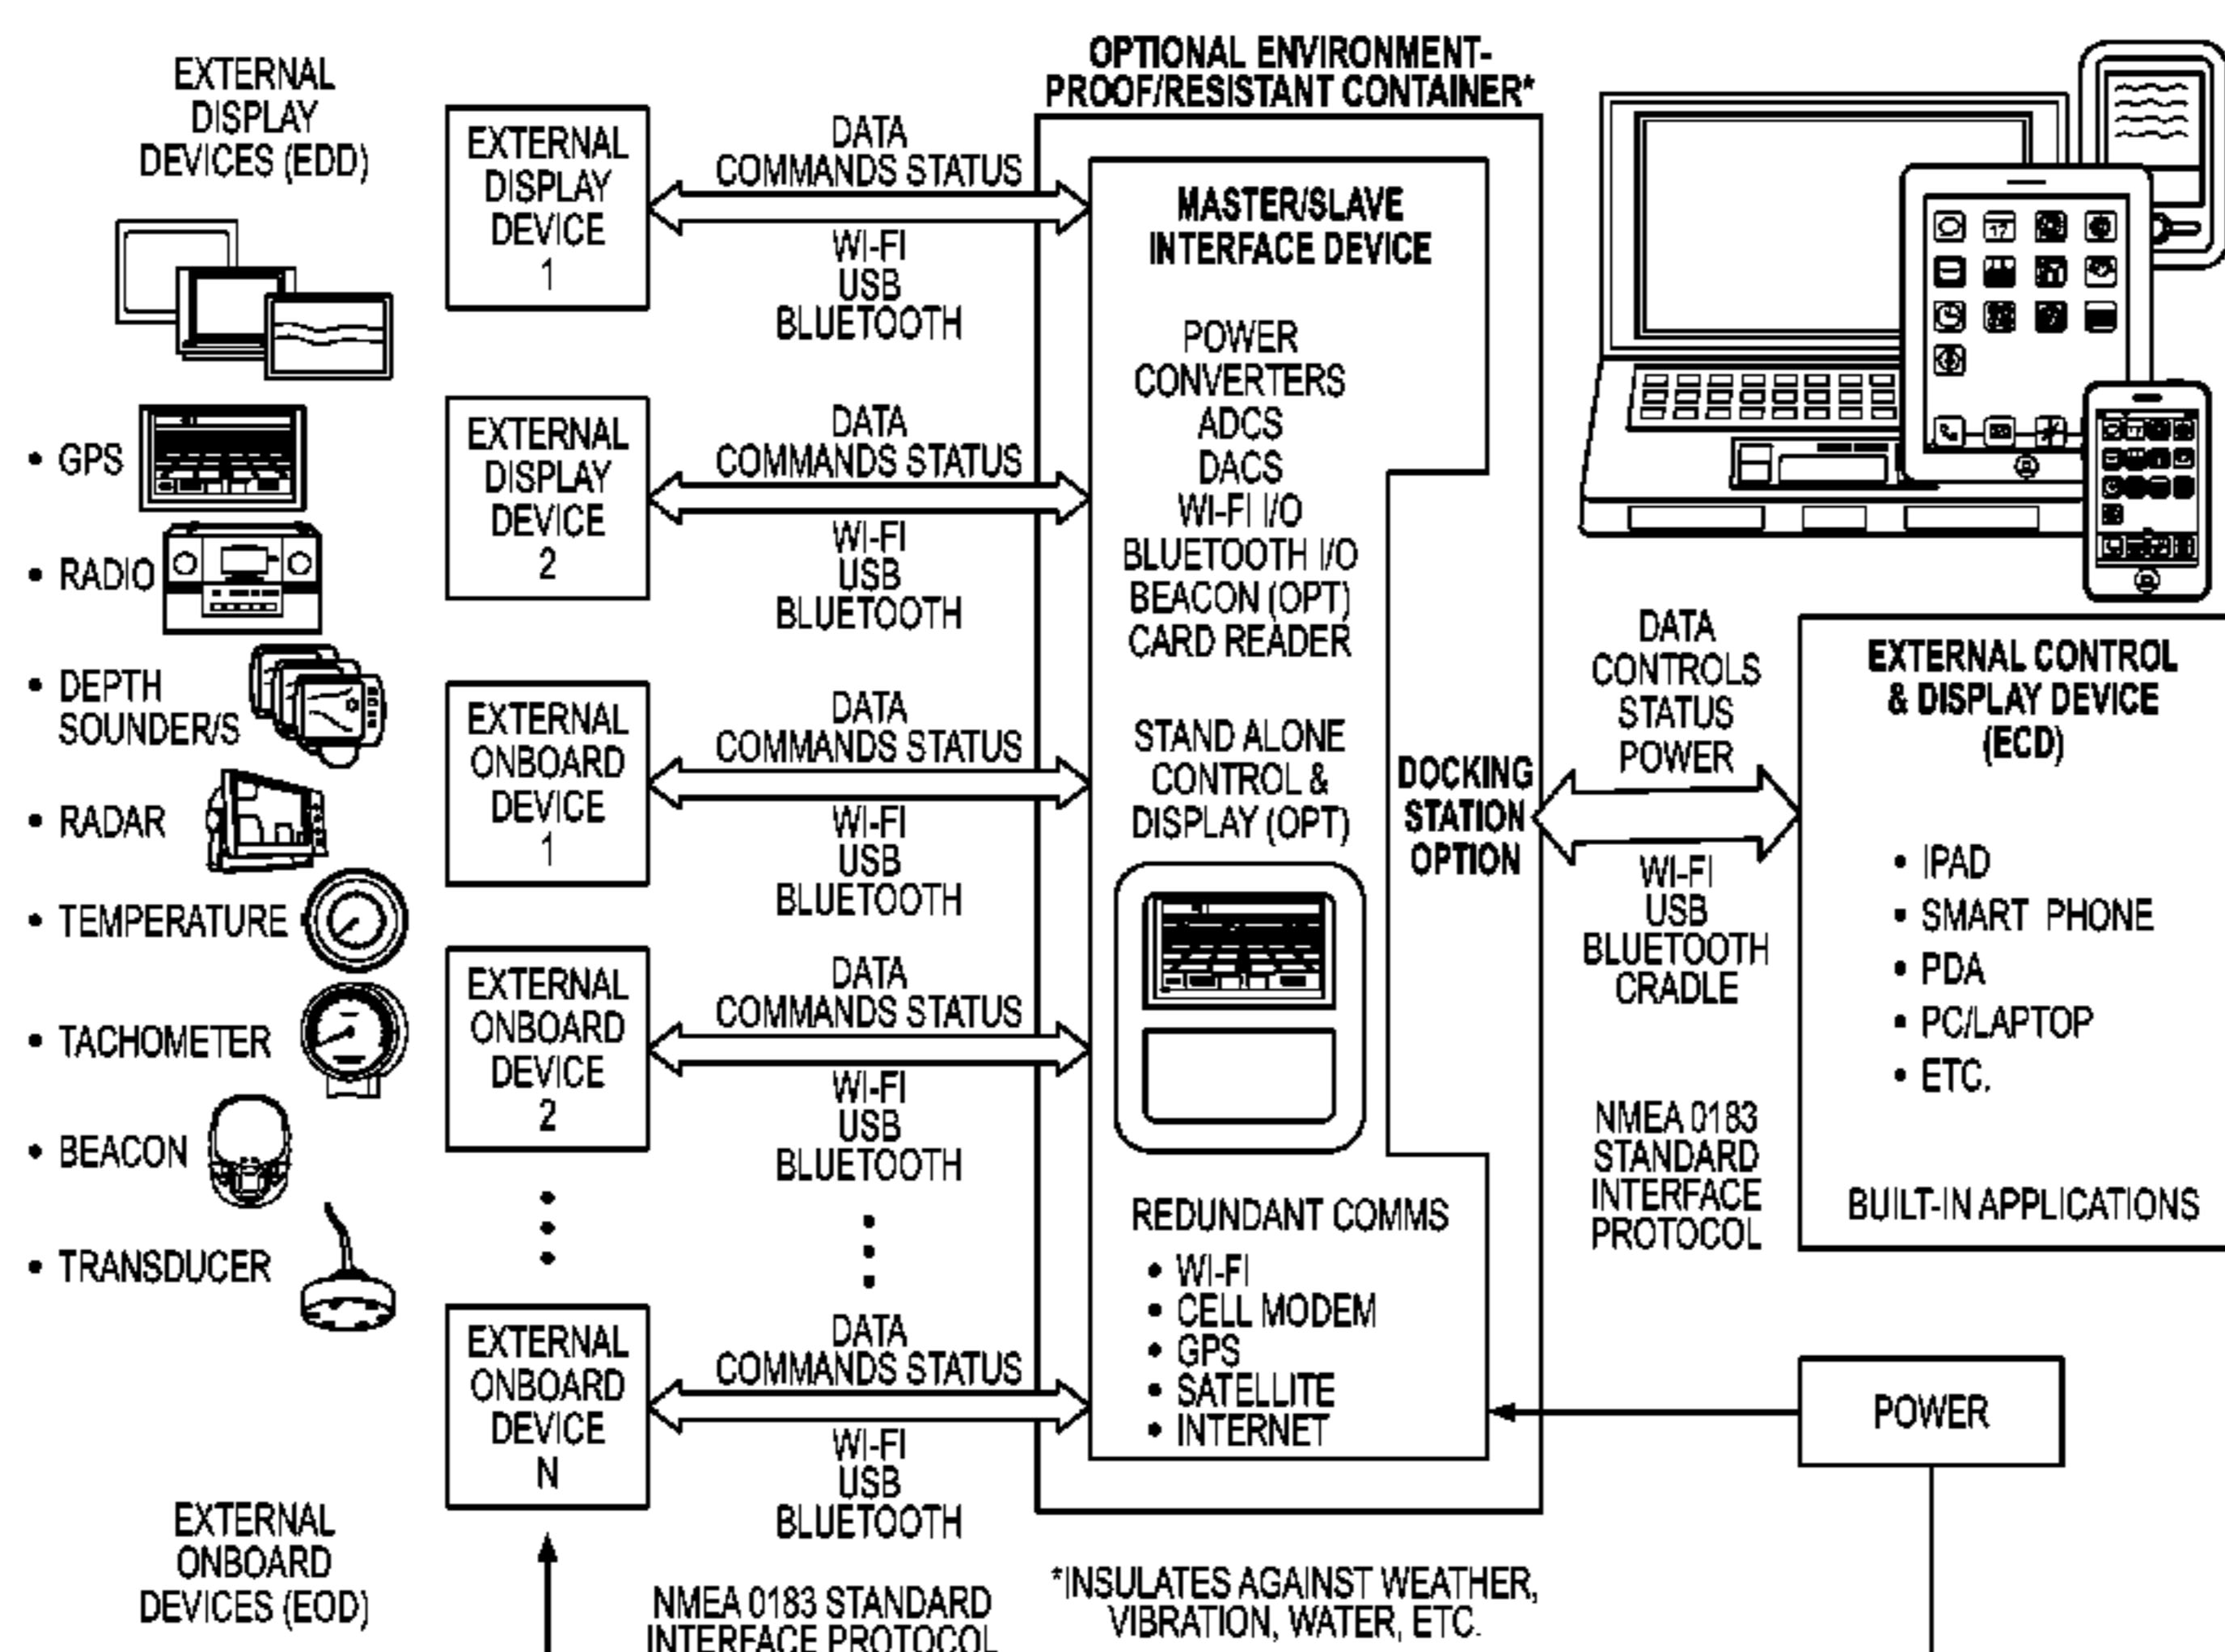 EXTERNAL
DISPLAY
DEVICES (EDD)
• GPS
• RADIO
• DEPTH
SOUNDER/S
• RADAR
• TEMPERATURE
• TACHOMETER
• BEACON
• TRANSDUCER
EXTERNAL
ONBOARD
DEVICES (EOD)
EXTERNAL
DISPLAY
DEVICE
1
DATA
COMMANDS STATUS
WI-FI
USB
BLUETOOTH
EXTERNAL
DISPLAY
DEVICE
2
DATA
COMMANDS STATUS
WI-FI
USB
BLUETOOTH
EXTERNAL
ONBOARD
DEVICE
1
DATA
COMMANDS STATUS
WI-FI
USB
BLUETOOTH
EXTERNAL
ONBOARD
DEVICE
2
DATA
COMMANDS STATUS
WI-FI
USB
BLUETOOTH
EXTERNAL
ONBOARD
DEVICE
N
DATA
COMMANDS STATUS
WI-FI
USB
BLUETOOTH
NMEA 0183 STANDARD
INTERFACE PROTOCOL
OPTIONAL ENVIRONMENT-
PROOF/RESISTANT CONTAINER*
MASTER/SLAVE
INTERFACE DEVICE
POWER
CONVERTERS
ADCS
DACS
WI-FI I/O
BLUETOOTH I/O
BEACON (OPT)
CARD READER
STAND ALONE
CONTROL &
DISPLAY (OPT)
REDUNDANT COMMS
• WI-FI
• CELL MODEM
• GPS
• SATELLITE
• INTERNET
DOCKING
STATION
OPTION
*INSULATES AGAINST WEATHER,
VIBRATION, WATER, ETC.
17
DATA
CONTROLS
STATUS
POWER
WI-FI
USB
BLUETOOTH
CRADLE
NMEA 0183
STANDARD
INTERFACE
PROTOCOL
EXTERNAL CONTROL
& DISPLAY DEVICE
(ECD)
• IPAD
• SMART PHONE
• PDA
• PC/LAPTOP
• ETC.
BUILT-IN APPLICATIONS
POWER